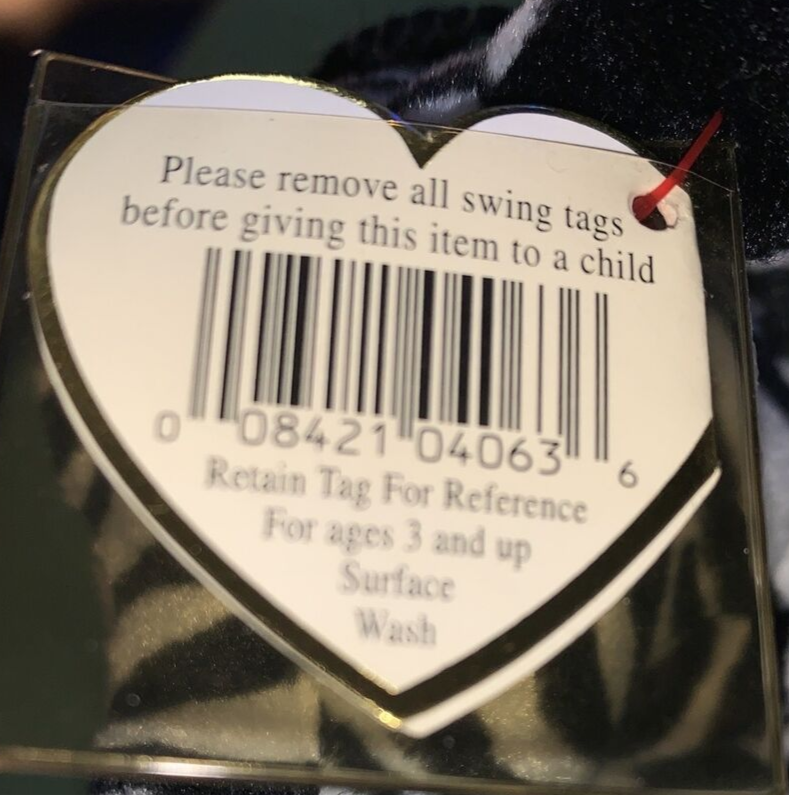 Please remove all swing tags
before giving this item to a child
0 08421 04063 6
Retain Tag For Reference
For ages 3 and up
Surface
Wash